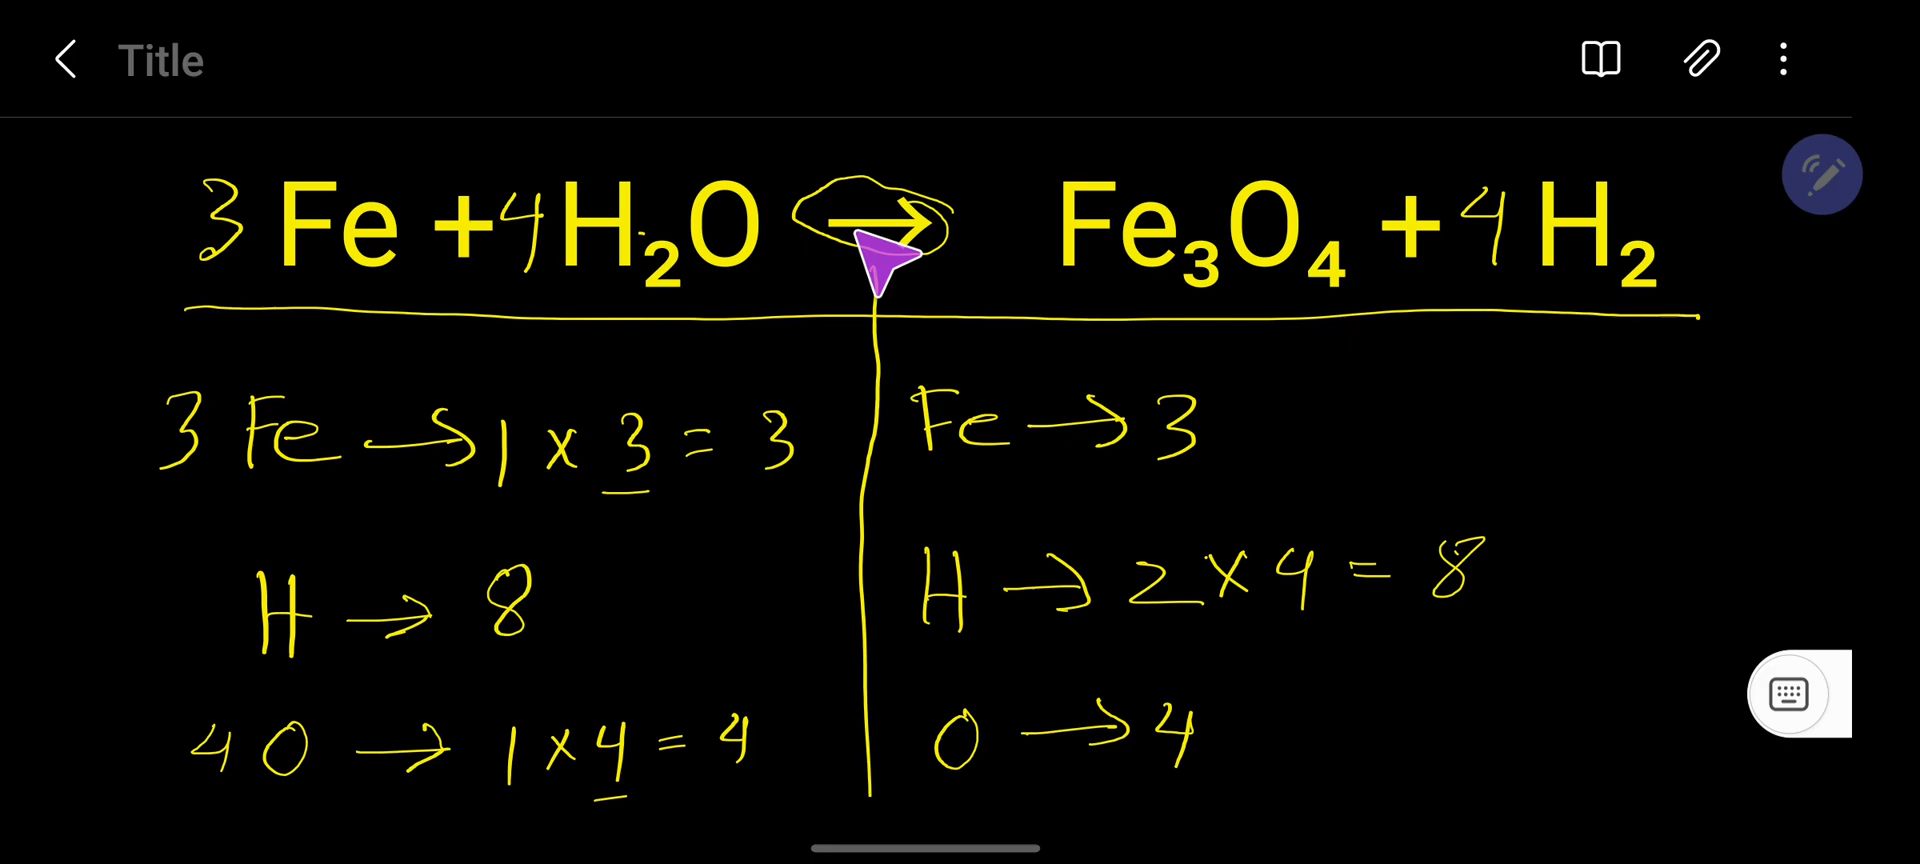 Title
3 Fe + 4 H₂O → Fe₃O₄ + 4 H₂
3 Fe → 1 × 3 = 3
Fe → 3
H → 8
H → 2 × 4 = 8
4 O → 1 × 4 = 4
O → 4